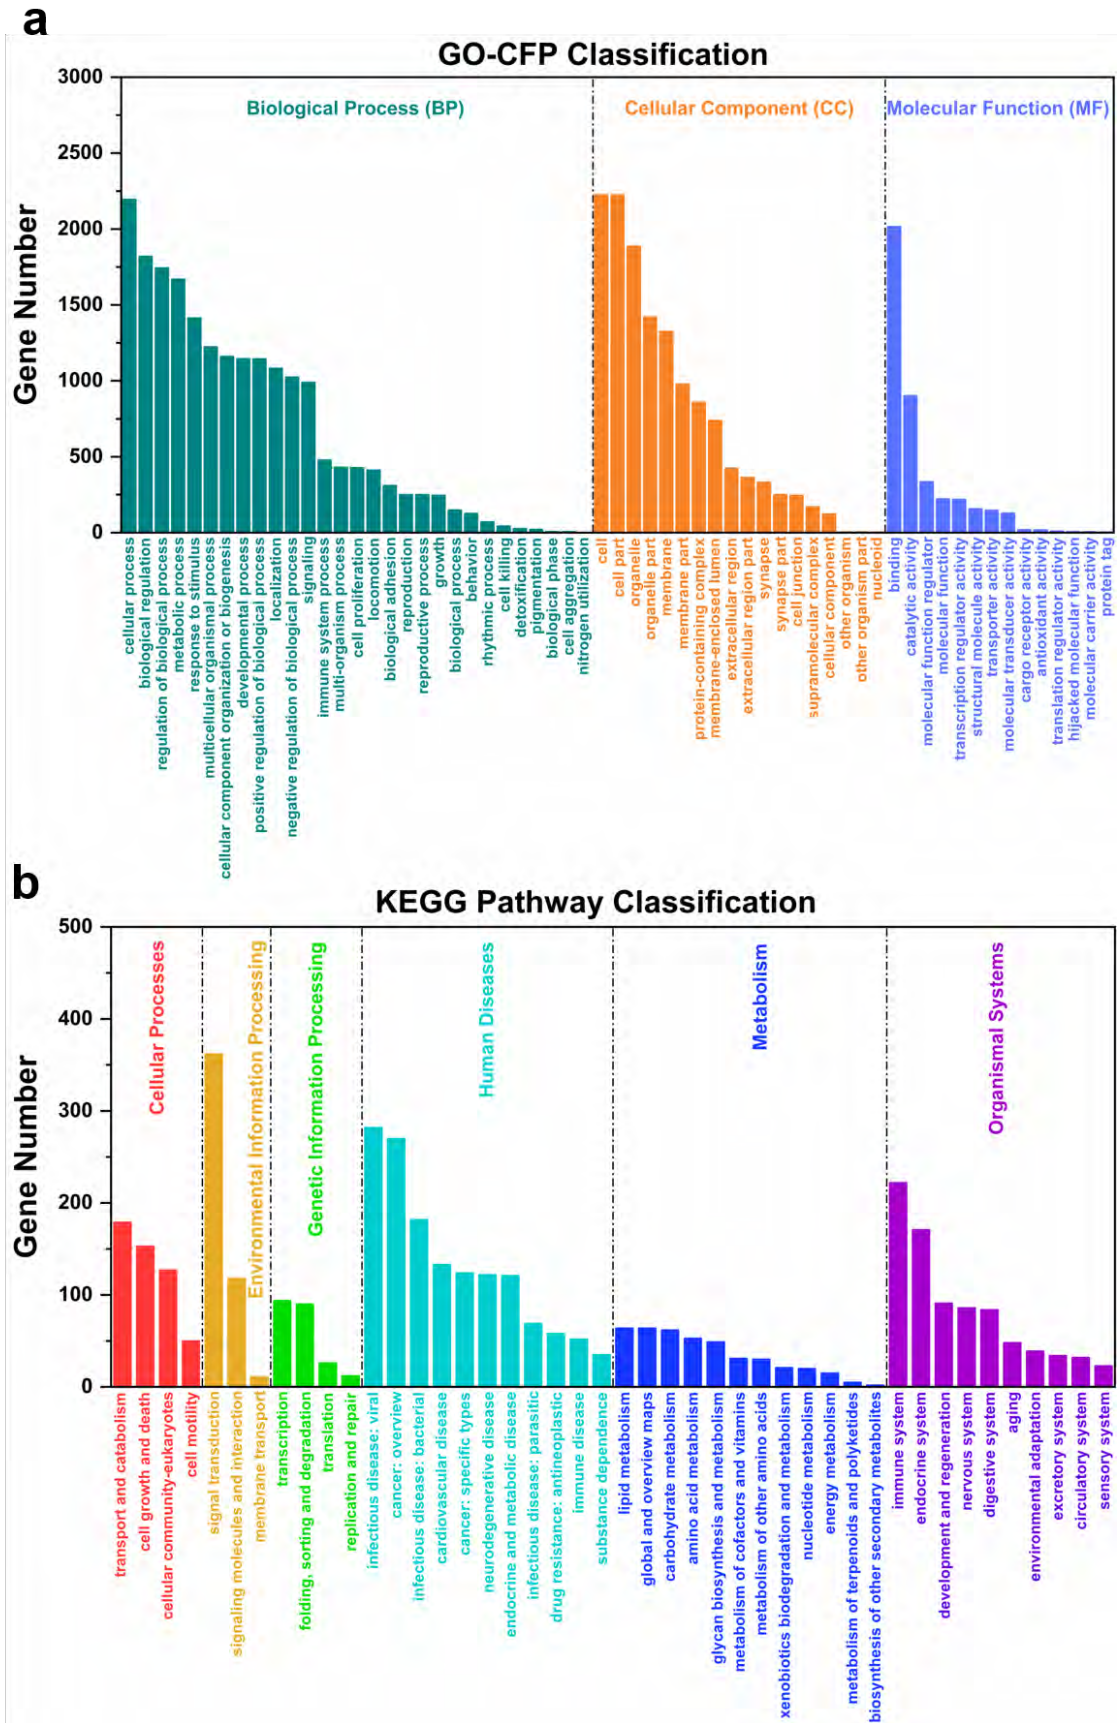 a
GO-CFP Classification
3000
2500
2000
1500
1000
500
0
Gene Number
Biological Process (BP)
Cellular Component (CC)
Molecular Function (MF)
cellular process
biological regulation
regulation of biological process
metabolic process
response to stimulus
multicellular organismal process
cellular component organization or biogenesis
developmental process
positive regulation of biological process
localization
negative regulation of biological process
signaling
immune system process
multi-organism process
cell proliferation
locomotion
biological adhesion
reproduction
reproductive process
growth
biological process
behavior
rhythmic process
cell killing
detoxification
pigmentation
biological phase
cell aggregation
nitrogen utilization
cell
cell part
organelle
organelle part
membrane
membrane part
protein-containing complex
membrane-enclosed lumen
extracellular region
extracellular region part
synapse
synapse part
cell junction
supramolecular complex
cellular component
other organism
other organism part
nucleoid
binding
catalytic activity
molecular function regulator
molecular function
transcription regulator activity
structural molecule activity
transporter activity
molecular transducer activity
cargo receptor activity
antioxidant activity
translation regulator activity
hijacked molecular function
molecular carrier activity
protein tag
b
KEGG Pathway Classification
500
400
300
200
100
0
Gene Number
Cellular Processes
Environmental Information Processing
Genetic Information Processing
Human Diseases
Metabolism
Organismal Systems
transport and catabolism
cell growth and death
cellular community-eukaryotes
cell motility
signal transduction
signaling molecules and interaction
membrane transport
transcription
folding, sorting and degradation
translation
replication and repair
infectious disease: viral
cancer: overview
infectious disease: bacterial
cardiovascular disease
cancer: specific types
neurodegenerative disease
endocrine and metabolic disease
infectious disease: parasitic
drug resistance: antineoplastic
immune disease
substance dependence
lipid metabolism
global and overview maps
carbohydrate metabolism
amino acid metabolism
glycan biosynthesis and metabolism
metabolism of cofactors and vitamins
metabolism of other amino acids
xenobiotics biodegradation and metabolism
nucleotide metabolism
energy metabolism
metabolism of terpenoids and polyketides
biosynthesis of other secondary metabolites
immune system
endocrine system
development and regeneration
nervous system
digestive system
aging
environmental adaptation
excretory system
circulatory system
sensory system